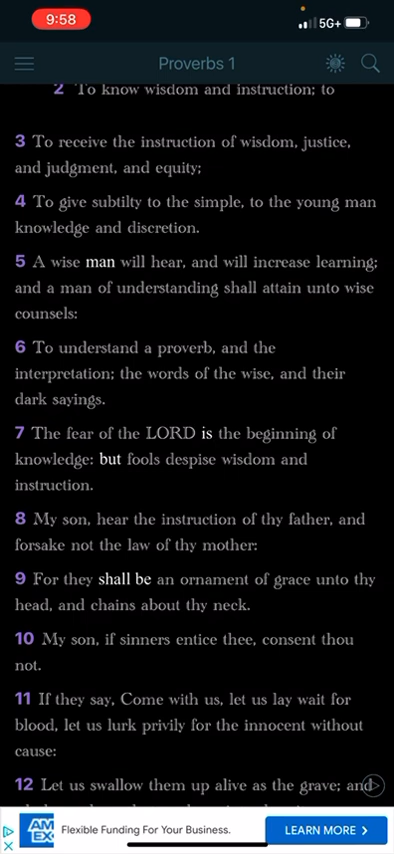 9:58
5G+
Proverbs 1
2 To know wisdom and instruction; to
3 To receive the instruction of wisdom, justice,
and judgment, and equity;
4 To give subtilty to the simple, to the young man
knowledge and discretion.
5 A wise man will hear, and will increase learning;
and a man of understanding shall attain unto wise
counsels:
6 To understand a proverb, and the
interpretation; the words of the wise, and their
dark sayings.
7 The fear of the LORD is the beginning of
knowledge: but fools despise wisdom and
instruction.
8 My son, hear the instruction of thy father, and
forsake not the law of thy mother:
9 For they shall be an ornament of grace unto thy
head, and chains about thy neck.
10 My son, if sinners entice thee, consent thou
not.
11 If they say, Come with us, let us lay wait for
blood, let us lurk privily for the innocent without
cause:
12 Let us swallow them up alive as the grave; and
AM
EX
Flexible Funding For Your Business.
LEARN MORE